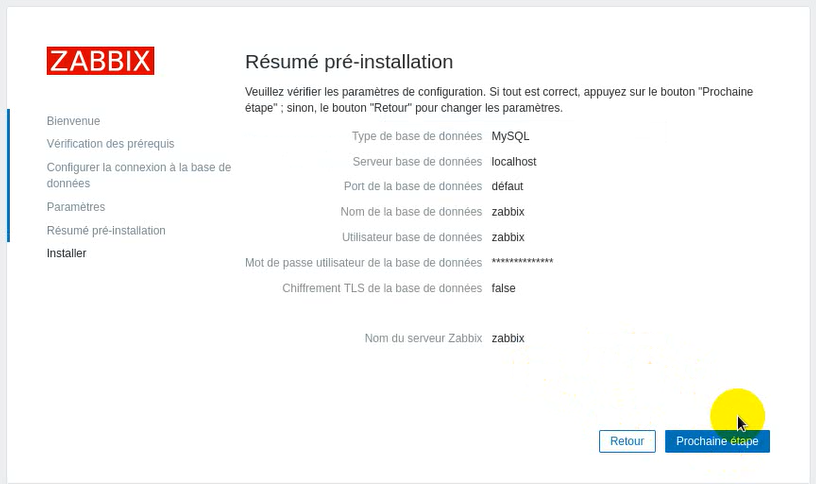 ZABBIX
Bienvenue
Vérification des prérequis
Configurer la connexion à la base de
données
Paramètres
Résumé pré-installation
Installer
Résumé pré-installation
Veuillez vérifier les paramètres de configuration. Si tout est correct, appuyez sur le bouton "Prochaine
étape" ; sinon, le bouton "Retour" pour changer les paramètres.
Type de base de données MySQL
Serveur base de données localhost
Port de la base de données défaut
Nom de la base de données zabbix
Utilisateur base de données zabbix
Mot de passe utilisateur de la base de données **************
Chiffrement TLS de la base de données false
Nom du serveur Zabbix zabbix
Retour Prochaine étape